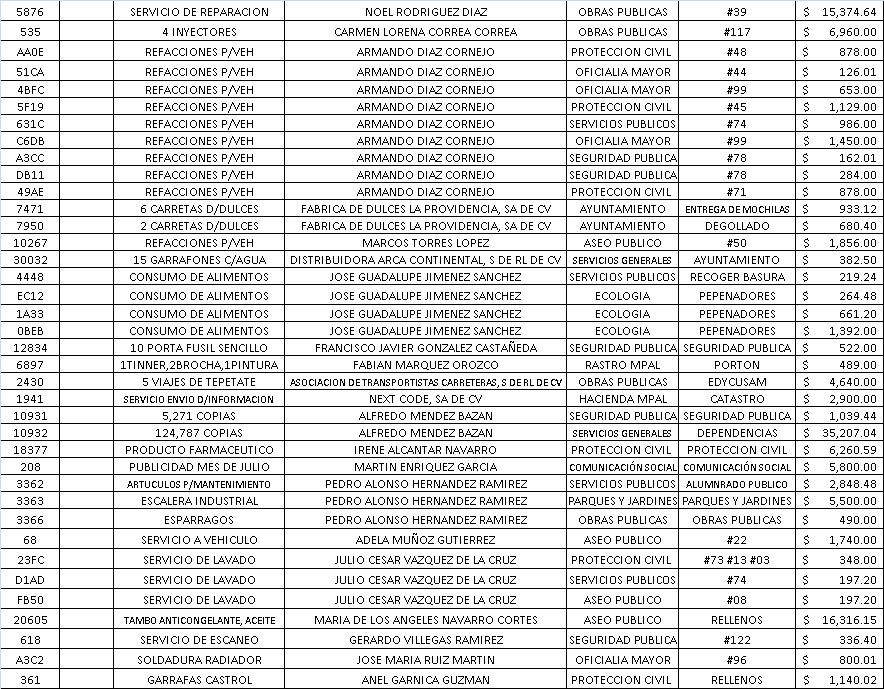 5876 SERVICIO DE REPARACION NOEL RODRIGUEZ DIAZ OBRAS PUBLICAS #39 $ 15,374.64
535 4 INYECTORES CARMEN LORENA CORREA CORREA OBRAS PUBLICAS #117 $ 6,960.00
AA0E REFACCIONES P/VEH ARMANDO DIAZ CORNEJO PROTECCION CIVIL #48 $ 878.00
51CA REFACCIONES P/VEH ARMANDO DIAZ CORNEJO OFICIALIA MAYOR #44 $ 126.01
4BFC REFACCIONES P/VEH ARMANDO DIAZ CORNEJO OFICIALIA MAYOR #99 $ 653.00
5F19 REFACCIONES P/VEH ARMANDO DIAZ CORNEJO PROTECCION CIVIL #45 $ 1,129.00
631C REFACCIONES P/VEH ARMANDO DIAZ CORNEJO SERVICIOS PUBLICOS #74 $ 986.00
C6DB REFACCIONES P/VEH ARMANDO DIAZ CORNEJO OFICIALIA MAYOR #99 $ 1,450.00
A3CC REFACCIONES P/VEH ARMANDO DIAZ CORNEJO SEGURIDAD PUBLICA #78 $ 162.01
DB11 REFACCIONES P/VEH ARMANDO DIAZ CORNEJO SEGURIDAD PUBLICA #78 $ 284.00
49AE REFACCIONES P/VEH ARMANDO DIAZ CORNEJO PROTECCION CIVIL #71 $ 878.00
7471 6 CARRETAS D/DULCES FABRICA DE DULCES LA PROVIDENCIA, SA DE CV AYUNTAMIENTO ENTREGA DE MOCHILAS $ 933.12
7950 2 CARRETAS D/DULCES FABRICA DE DULCES LA PROVIDENCIA, SA DE CV AYUNTAMIENTO DEGOLLADO $ 680.40
10267 REFACCIONES P/VEH MARCOS TORRES LOPEZ ASEO PUBLICO #50 $ 1,856.00
30032 15 GARRAFONES C/AGUA DISTRIBUIDORA ARCA CONTINENTAL, S DE RL DE CV SERVICIOS GENERALES AYUNTAMIENTO $ 382.50
4448 CONSUMO DE ALIMENTOS JOSE GUADALUPE JIMENEZ SANCHEZ SERVICIOS PUBLICOS RECOGER BASURA $ 219.24
EC12 CONSUMO DE ALIMENTOS JOSE GUADALUPE JIMENEZ SANCHEZ ECOLOGIA PEPENADORES $ 264.48
1A33 CONSUMO DE ALIMENTOS JOSE GUADALUPE JIMENEZ SANCHEZ ECOLOGIA PEPENADORES $ 661.20
0BEB CONSUMO DE ALIMENTOS JOSE GUADALUPE JIMENEZ SANCHEZ ECOLOGIA PEPENADORES $ 1,392.00
12834 10 PORTA FUSIL SENCILLO FRANCISCO JAVIER GONZALEZ CASTAÑEDA SEGURIDAD PUBLICA SEGURIDAD PUBLICA $ 522.00
6897 1TINNER,2BROCHA,1PINTURA FABIAN MARQUEZ OROZCO RASTRO MPAL PORTON $ 489.00
2430 5 VIAJES DE TEPETATE ASOCIACION DE TRANSPORTISTAS CARRETERAS, S DE RL DE CV OBRAS PUBLICAS EDYCUSAM $ 4,640.00
1941 SERVICIO ENVIO D/INFORMACION NEXT CODE, SA DE CV HACIENDA MPAL CATASTRO $ 2,900.00
10931 5,271 COPIAS ALFREDO MENDEZ BAZAN SEGURIDAD PUBLICA SEGURIDAD PUBLICA $ 1,039.44
10932 124,787 COPIAS ALFREDO MENDEZ BAZAN SERVICIOS GENERALES DEPENDENCIAS $ 35,207.04
18377 PRODUCTO FARMACEUTICO IRENE ALCANTAR NAVARRO PROTECCION CIVIL PROTECCION CIVIL $ 6,260.59
208 PUBLICIDAD MES DE JULIO MARTIN ENRIQUEZ GARCIA COMUNICACIÓN SOCIAL COMUNICACIÓN SOCIAL $ 5,800.00
3362 ARTUCULOS P/MANTENIMIENTO PEDRO ALONSO HERNANDEZ RAMIREZ SERVICIOS PUBLICOS ALUMNRADO PUBLICO $ 2,848.48
3363 ESCALERA INDUSTRIAL PEDRO ALONSO HERNANDEZ RAMIREZ PARQUES Y JARDINES PARQUES Y JARDINES $ 5,500.00
3366 ESPARRAGOS PEDRO ALONSO HERNANDEZ RAMIREZ OBRAS PUBLICAS OBRAS PUBLICAS $ 490.00
68 SERVICIO A VEHICULO ADELA MUÑOZ GUTIERREZ ASEO PUBLICO #22 $ 1,740.00
23FC SERVICIO DE LAVADO JULIO CESAR VAZQUEZ DE LA CRUZ PROTECCION CIVIL #73 #13 #03 $ 348.00
D1AD SERVICIO DE LAVADO JULIO CESAR VAZQUEZ DE LA CRUZ SERVICIOS PUBLICOS #74 $ 197.20
FB50 SERVICIO DE LAVADO JULIO CESAR VAZQUEZ DE LA CRUZ ASEO PUBLICO #08 $ 197.20
20605 TAMBO ANTICONGELANTE, ACEITE MARIA DE LOS ANGELES NAVARRO CORTES ASEO PUBLICO RELLENOS $ 16,316.15
618 SERVICIO DE ESCANEO GERARDO VILLEGAS RAMIREZ SEGURIDAD PUBLICA #122 $ 336.40
A3C2 SOLDADURA RADIADOR JOSE MARIA RUIZ MARTIN OFICIALIA MAYOR #96 $ 800.01
361 GARRAFAS CASTROL ANEL GARNICA GUZMAN PROTECCION CIVIL RELLENOS $ 1,140.02